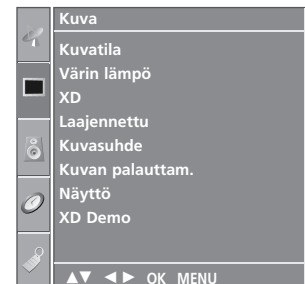 Kuva
Kuvatila
Värin lämpö
XD
Laajennettu
Kuvasuhde
Kuvan palauttam.
Näyttö
XD Demo
▲▼ ◄► OK MENU